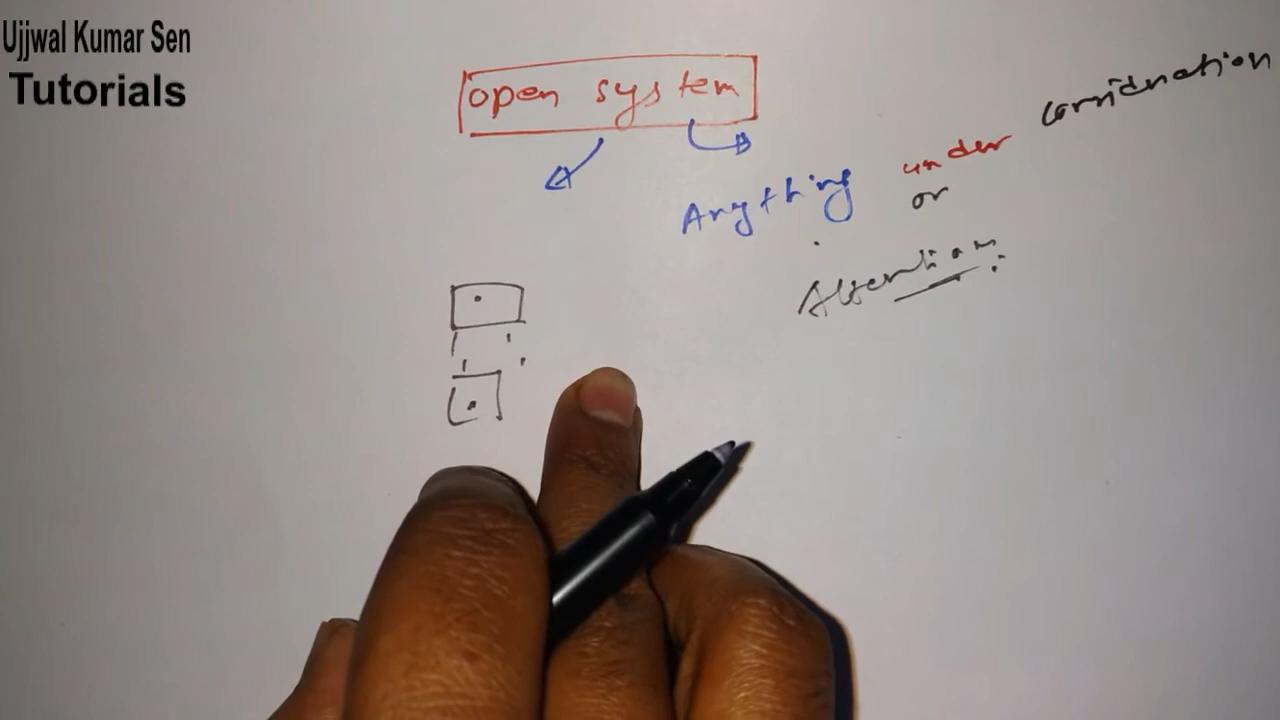 Ujjwal Kumar Sen
Tutorials
open system
Anything under consideration
or
Attention